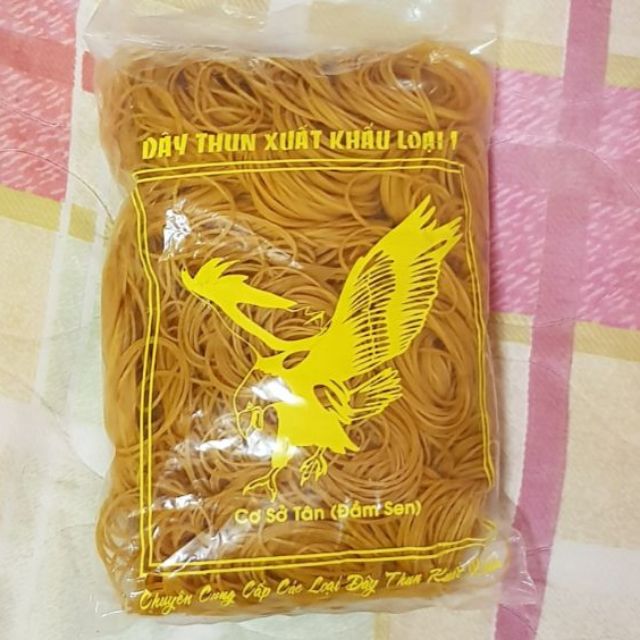 DÂY THUN XUẤT KHẨU LOẠI 1
Cơ Sở Tân (Đầm Sen)
Chuyên Cung Cấp Các Loại Dây Thun